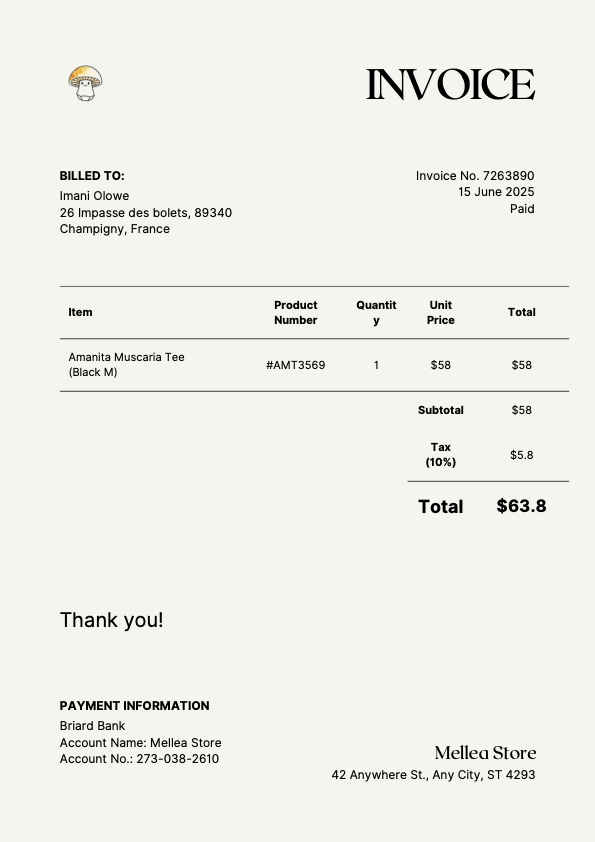 INVOICE
BILLED TO:
Imani Olowe
26 Impasse des bolets, 89340
Champigny, France
Invoice No. 7263890
15 June 2025
Paid
Item Product Number Quantity Unit Price Total
Amanita Muscaria Tee
(Black M) #AMT3569 1 $58 $58
Subtotal $58
Tax
(10%) $5.8
Total $63.8
Thank you!
PAYMENT INFORMATION
Briard Bank
Account Name: Mellea Store
Account No.: 273-038-2610
Mellea Store
42 Anywhere St., Any City, ST 4293